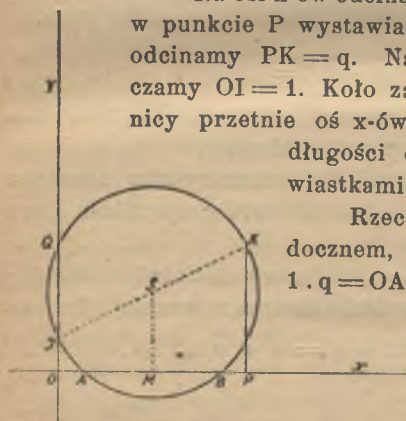 w punkcie P wystawia
odcinamy PK = q. Na
czamy OI = 1. Koło za
nicy przetnie oś x-ów
długości
wiastkami
Rzec
docznem,
1 . q = OA
Y
Q
K
S
J
O A M B P
x